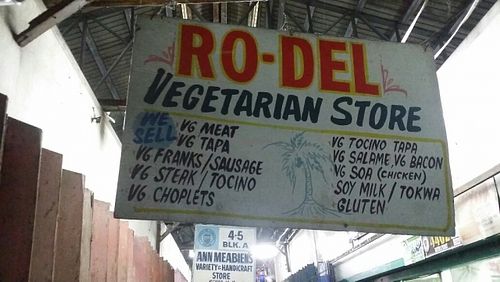 RO-DEL
VEGETARIAN STORE
WE
SELL
VG MEAT
VG TAPA
VG FRANKS/SAUSAGE
VG STEAK/TOCINO
VG CHOPLETS
VG TOCINO TAPA
VG SALAME, VG BACON
VG SOA (CHICKEN)
SOY MILK/TOKWA
GLUTEN
4-5
BLK. A
ANN MEABIENS
VARIETY & HANDICRAFT
STORE